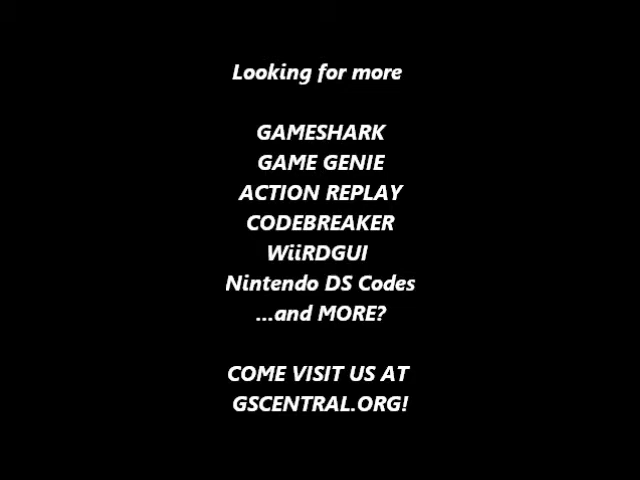 Looking for more
GAMESHARK
GAME GENIE
ACTION REPLAY
CODEBREAKER
WiiRDGUI
Nintendo DS Codes
...and MORE?
COME VISIT US AT
GSCENTRAL.ORG!